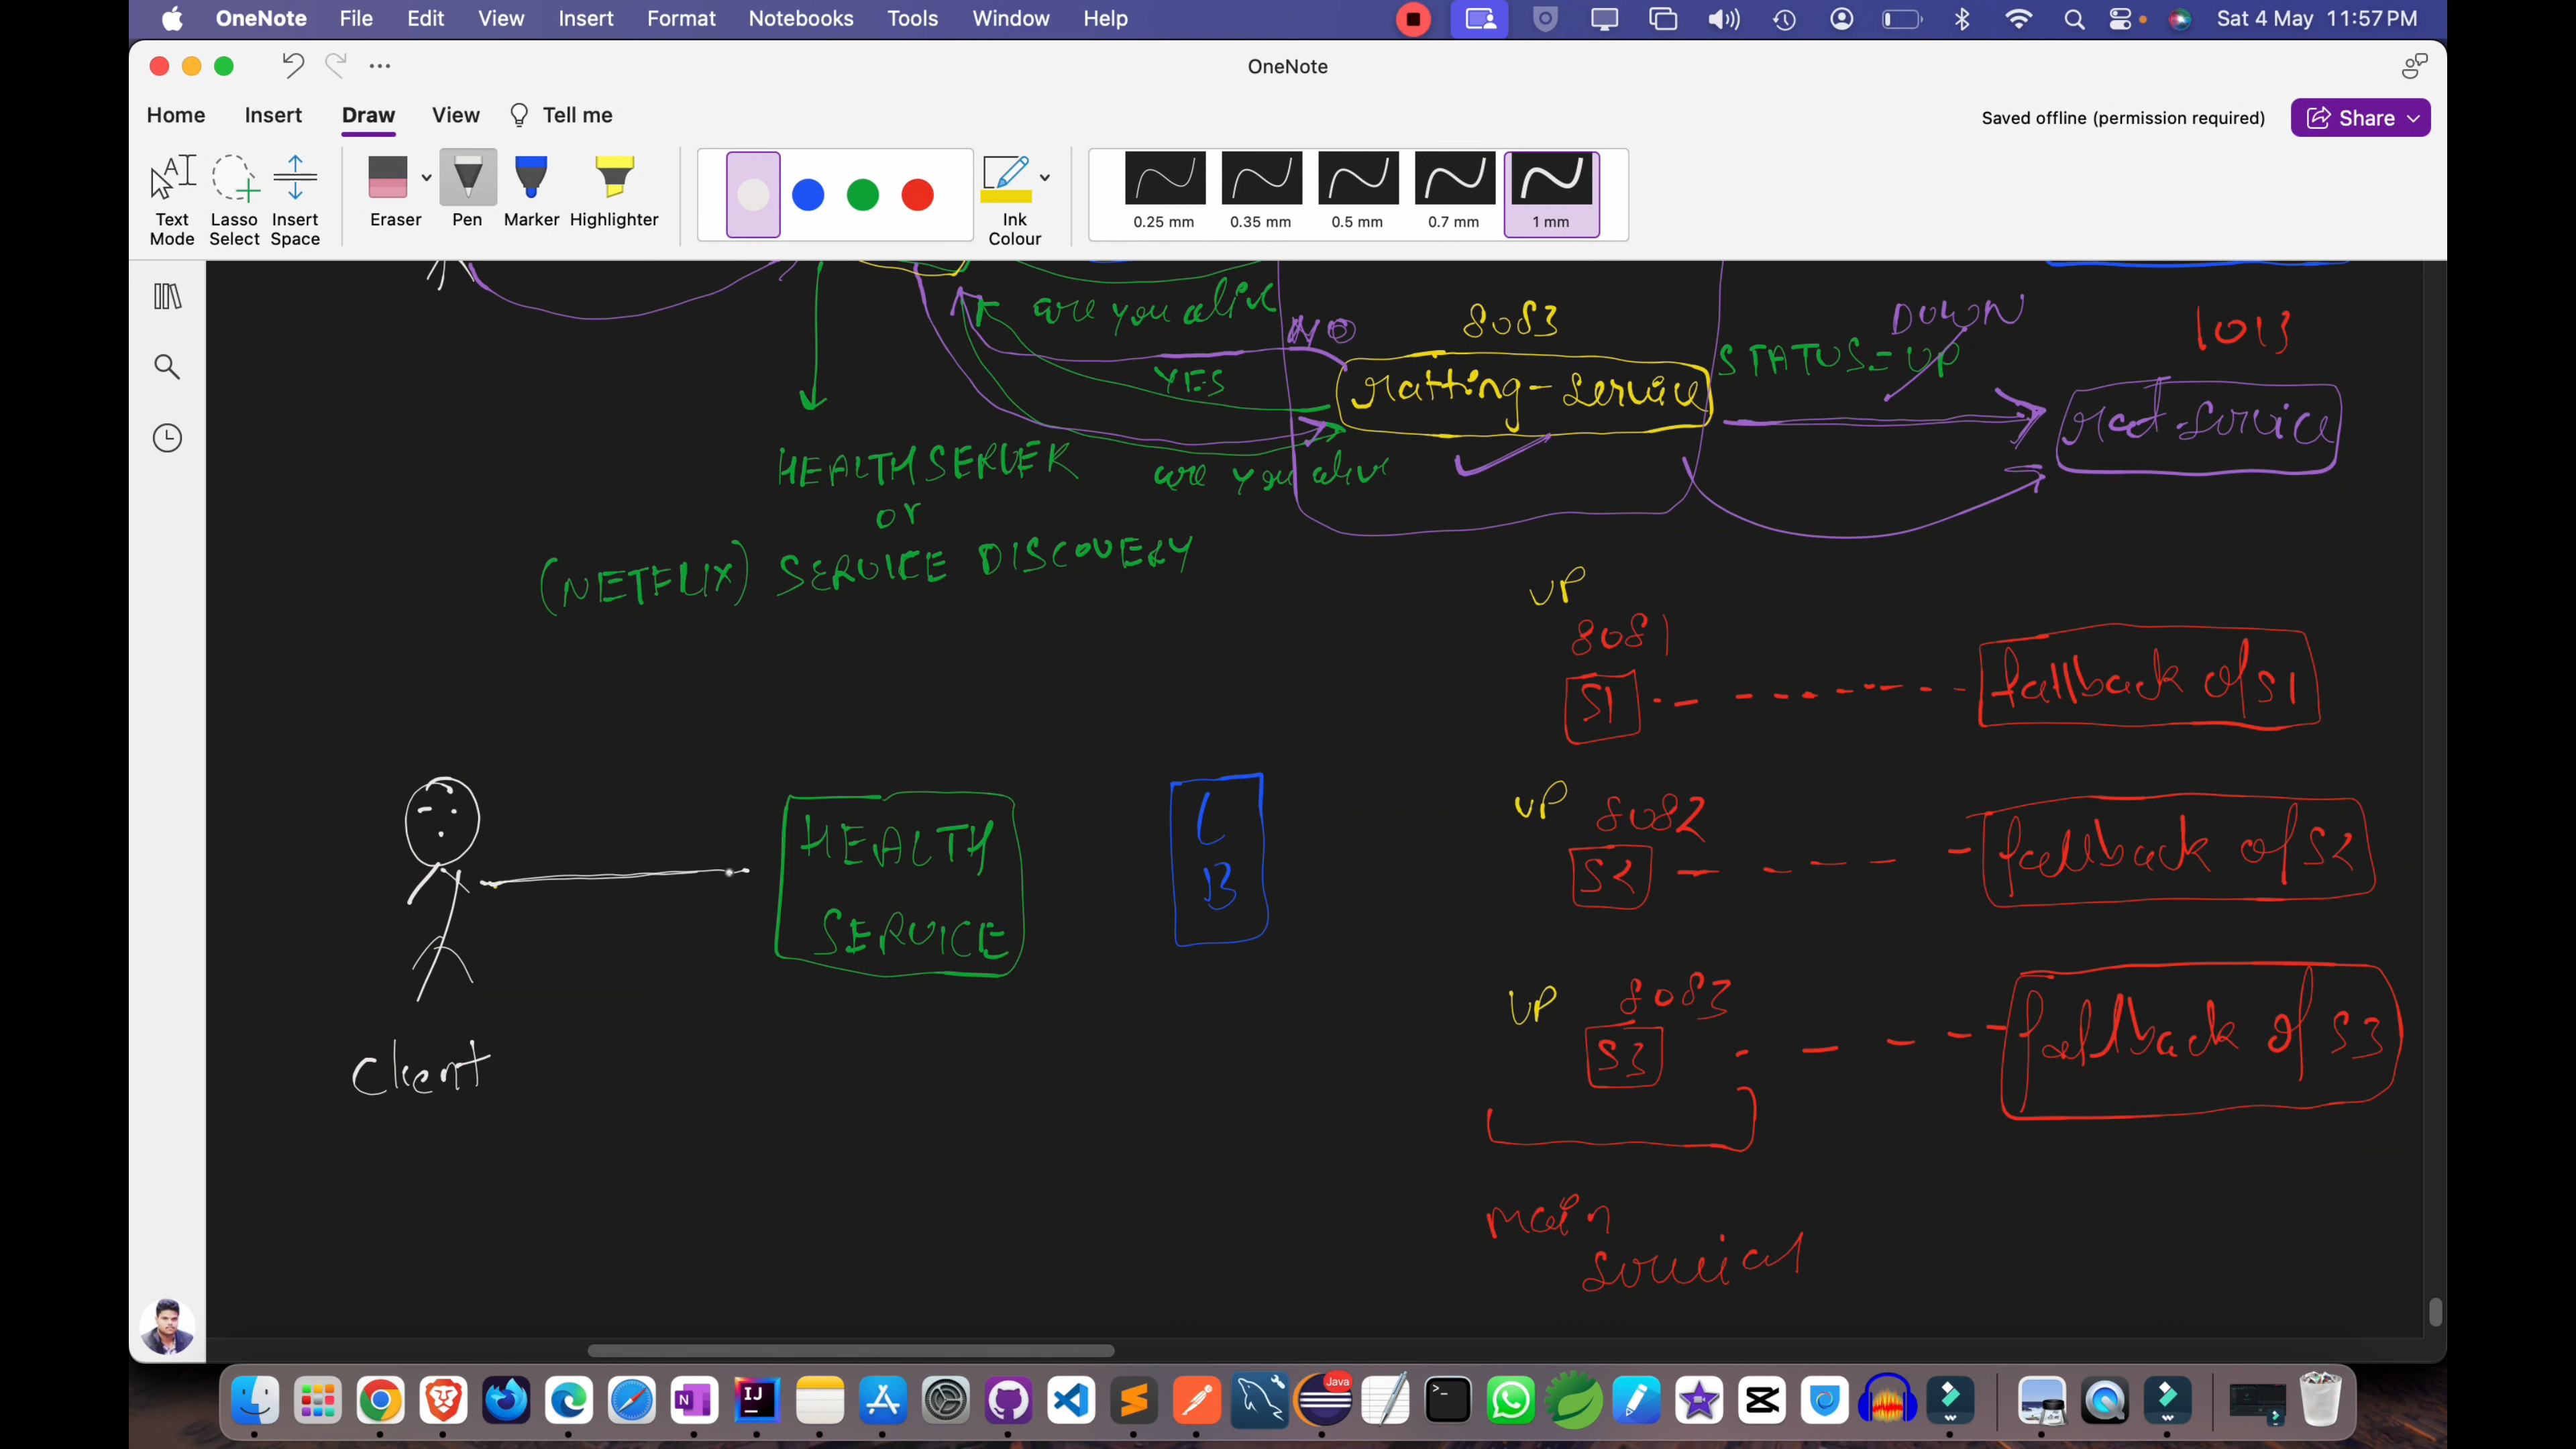 OneNote File Edit View Insert Format Notebooks Tools Window Help Sat 4 May 11:57 PM
OneNote
Home Insert Draw View Tell me Saved offline (permission required) Share
Text Mode Lasso Select Insert Space Eraser Pen Marker Highlighter Ink Colour 0.25 mm 0.35 mm 0.5 mm 0.7 mm 1 mm
are you alive
NO
8083
DOWN
1013
YES
Ratting-Service
STATUS=UP
HEALTH SERVER
are you alive
or
(NETFLIX) SERVICE DISCOVERY
UP
8081
S1
fallback of S1
UP
8082
S2
fallback of S2
HEALTH
SERVICE
L
B
UP
8083
S3
fallback of S3
Client
main
Java
IJ